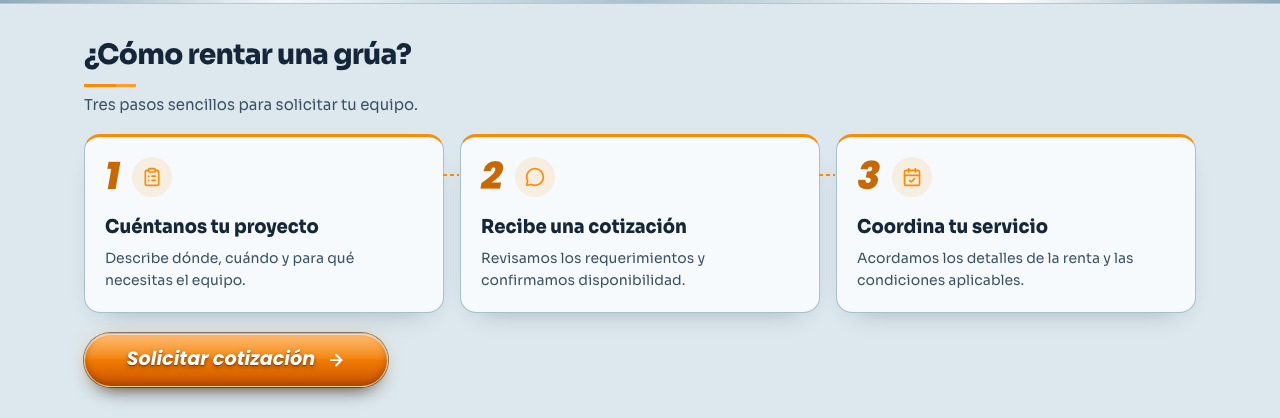 ¿Cómo rentar una grúa?
Tres pasos sencillos para solicitar tu equipo.
1
Cuéntanos tu proyecto
Describe dónde, cuándo y para qué
necesitas el equipo.
2
Recibe una cotización
Revisamos los requerimientos y
confirmamos disponibilidad.
3
Coordina tu servicio
Acordamos los detalles de la renta y las
condiciones aplicables.
Solicitar cotización